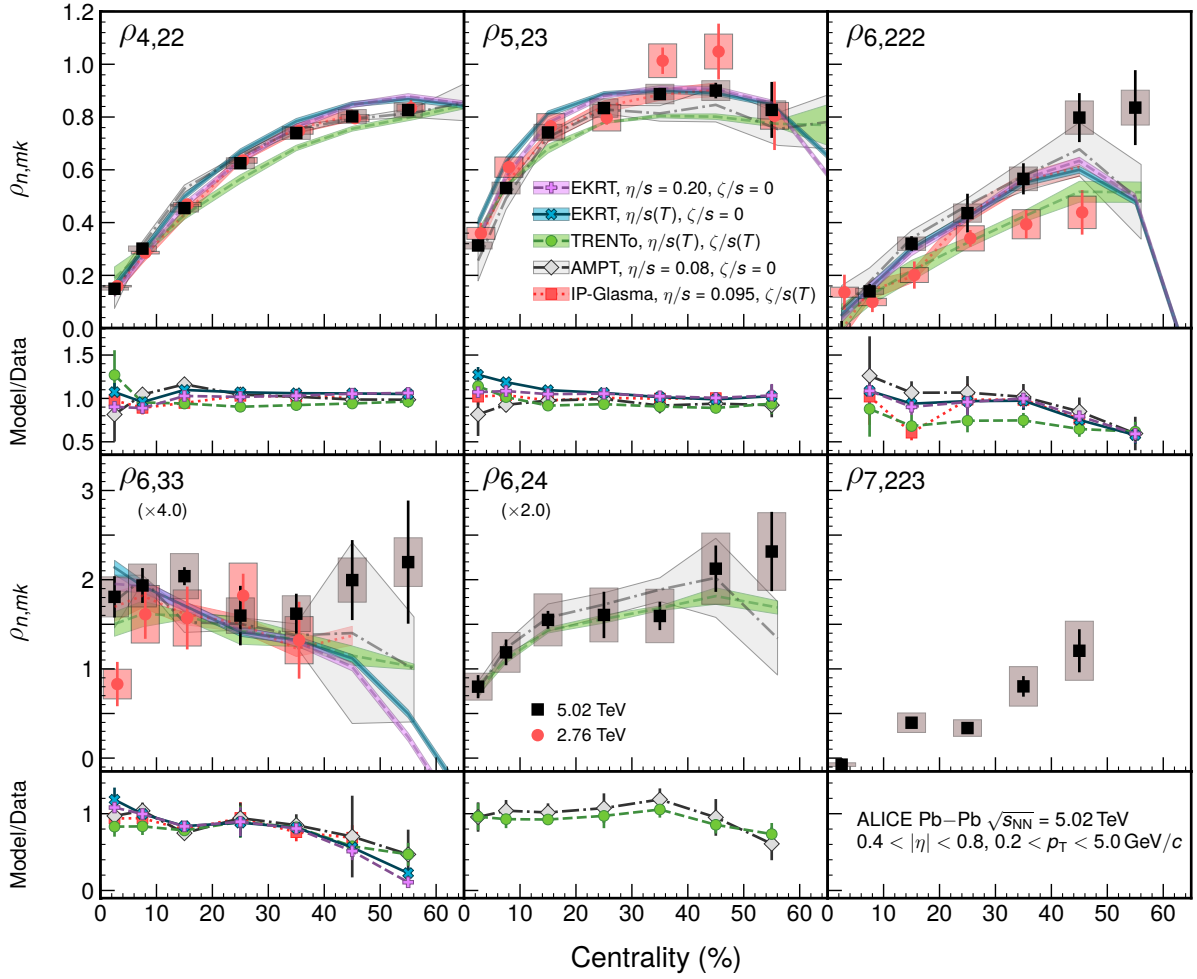 1.2
1.0
0.8
0.6
0.4
0.2
0.0
ρn,mk
ρ4,22
ρ5,23
ρ6,222
EKRT, η/s = 0.20, ζ/s = 0
EKRT, η/s(T), ζ/s = 0
TRENTo, η/s(T), ζ/s(T)
AMPT, η/s = 0.08, ζ/s = 0
IP-Glasma, η/s = 0.095, ζ/s(T)
1.5
1.0
0.5
Model/Data
3
2
1
0
ρn,mk
ρ6,33
(×4.0)
ρ6,24
(×2.0)
ρ7,223
5.02 TeV
2.76 TeV
1
0
Model/Data
ALICE Pb−Pb √sNN = 5.02 TeV
0.4 < |η| < 0.8, 0.2 < pT < 5.0 GeV/c
0 10 20 30 40 50 60 0 10 20 30 40 50 60 0 10 20 30 40 50 60
Centrality (%)